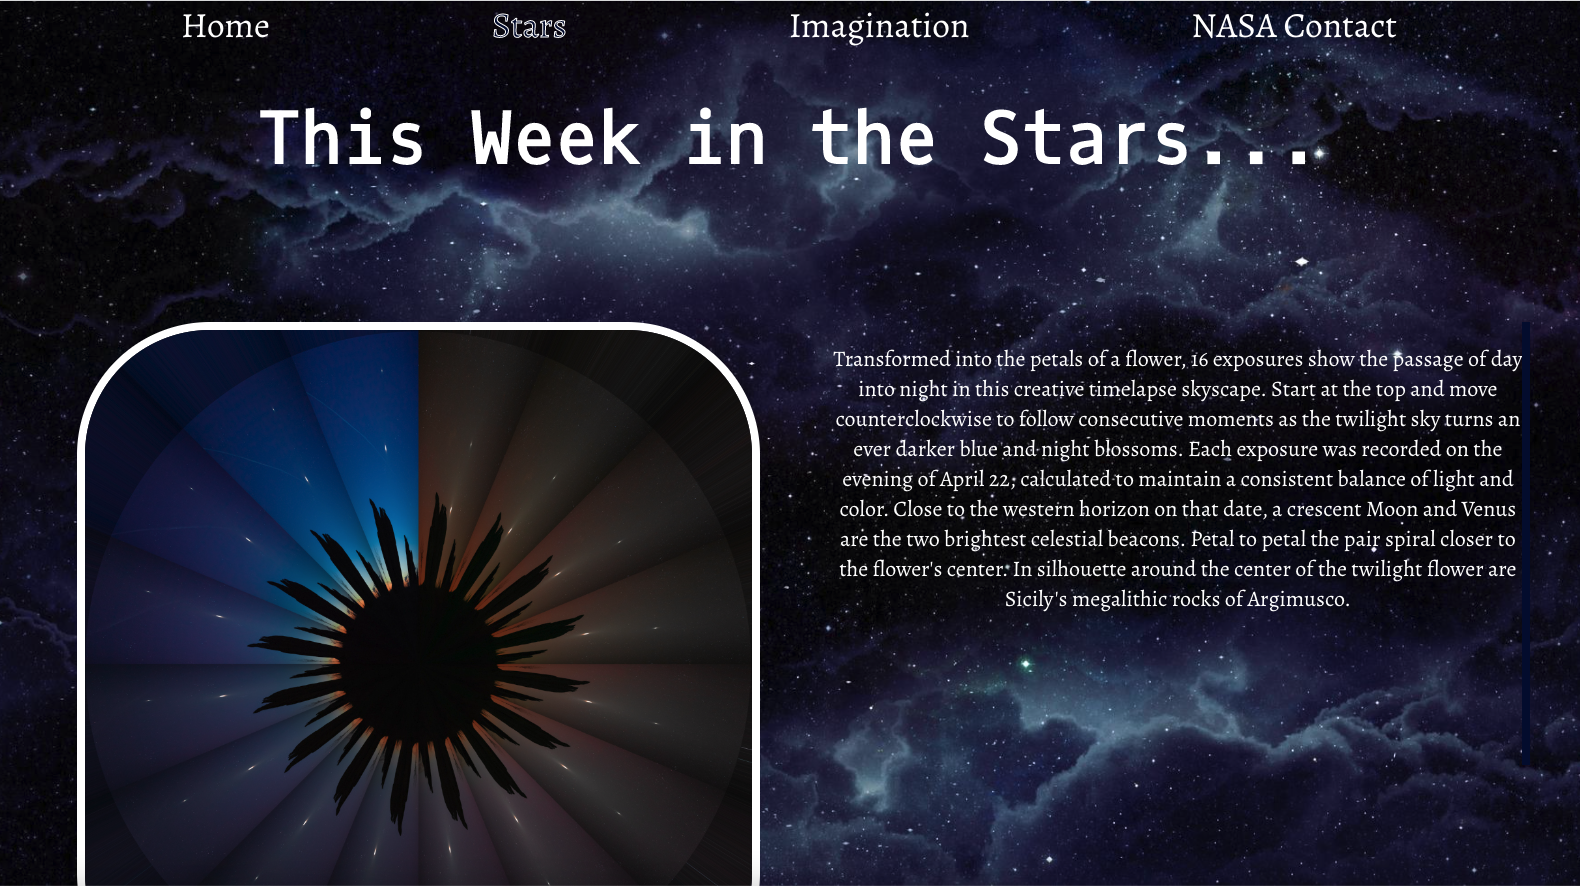 Home
Stars
Imagination
NASA Contact
This Week in the Stars...
Transformed into the petals of a flower, 16 exposures show the passage of day
into night in this creative timelapse skyscape. Start at the top and move
counterclockwise to follow consecutive moments as the twilight sky turns an
ever darker blue and night blossoms. Each exposure was recorded on the
evening of April 22; calculated to maintain a consistent balance of light and
color. Close to the western horizon on that date, a crescent Moon and Venus
are the two brightest celestial beacons. Petal to petal the pair spiral closer to
the flower's center. In silhouette around the center of the twilight flower are
Sicily's megalithic rocks of Argimusco.